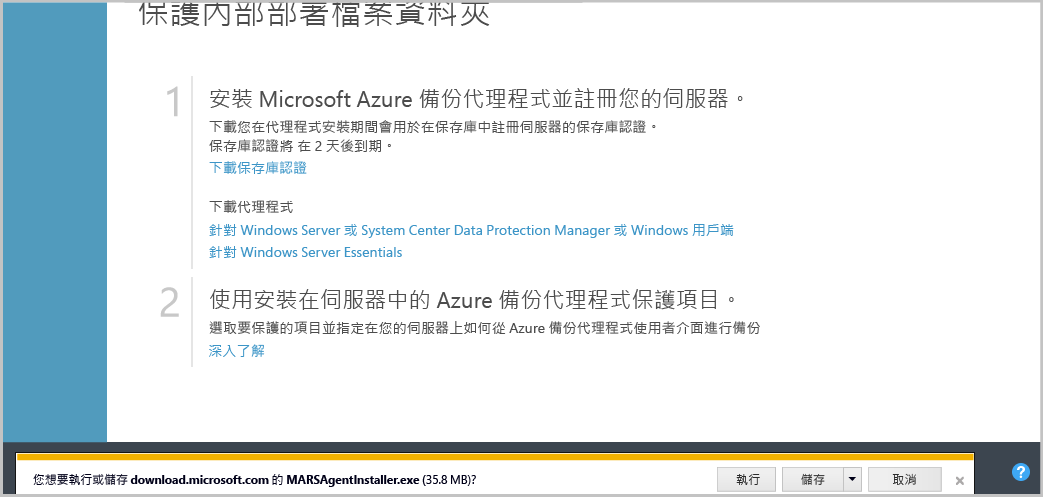 保護內部部署檔案資料夾
1
安裝 Microsoft Azure 備份代理程式並註冊您的伺服器。
下載您在代理程式安裝期間會用於在保存庫中註冊伺服器的保存庫認證。
保存庫認證將 在 2 天後到期。
下載保存庫認證
下載代理程式
針對 Windows Server 或 System Center Data Protection Manager 或 Windows 用戶端
針對 Windows Server Essentials
2
使用安裝在伺服器中的 Azure 備份代理程式保護項目。
選取要保護的項目並指定在您的伺服器上如何從 Azure 備份代理程式使用者介面進行備份
深入了解
您想要執行或儲存 download.microsoft.com 的 MARSAgentInstaller.exe (35.8 MB)?
執行
儲存
取消
×
?